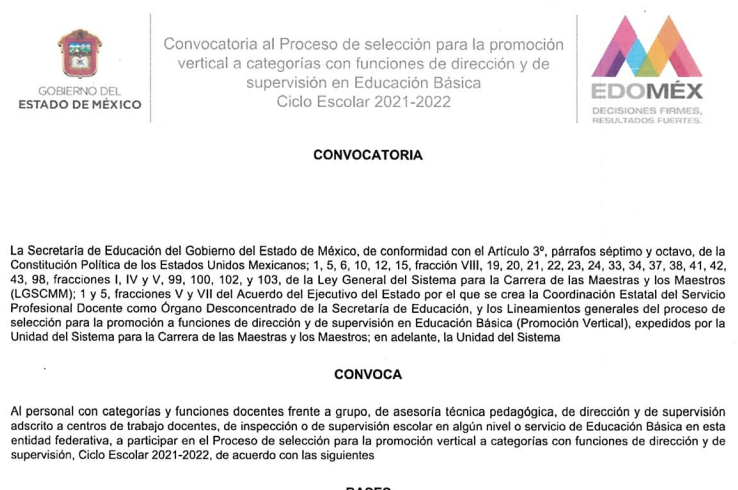 Convocatoria al Proceso de selección para la promoción
vertical a categorías con funciones de dirección y de
supervisión en Educación Básica
Ciclo Escolar 2021-2022
GOBIERNO DEL
ESTADO DE MÉXICO
EDOMÉX
DECISIONES FIRMES,
RESULTADOS FUERTES.
CONVOCATORIA
La Secretaría de Educación del Gobierno del Estado de México, de conformidad con el Artículo 3º, párrafos séptimo y octavo, de la
Constitución Política de los Estados Unidos Mexicanos; 1, 5, 6, 10, 12, 15, fracción VIII, 19, 20, 21, 22, 23, 24, 33, 34, 37, 38, 41, 42,
43, 98, fracciones I, IV y V, 99, 100, 102, y 103, de la Ley General del Sistema para la Carrera de las Maestras y los Maestros
(LGSCMM); 1 y 5, fracciones V y VII del Acuerdo del Ejecutivo del Estado por el que se crea la Coordinación Estatal del Servicio
Profesional Docente como Órgano Desconcentrado de la Secretaría de Educación, y los Lineamientos generales del proceso de
selección para la promoción a funciones de dirección y de supervisión en Educación Básica (Promoción Vertical), expedidos por la
Unidad del Sistema para la Carrera de las Maestras y los Maestros; en adelante, la Unidad del Sistema
CONVOCA
Al personal con categorías y funciones docentes frente a grupo, de asesoría técnica pedagógica, de dirección y de supervisión
adscrito a centros de trabajo docentes, de inspección o de supervisión escolar en algún nivel o servicio de Educación Básica en esta
entidad federativa, a participar en el Proceso de selección para la promoción vertical a categorías con funciones de dirección y de
supervisión, Ciclo Escolar 2021-2022, de acuerdo con las siguientes
BASES